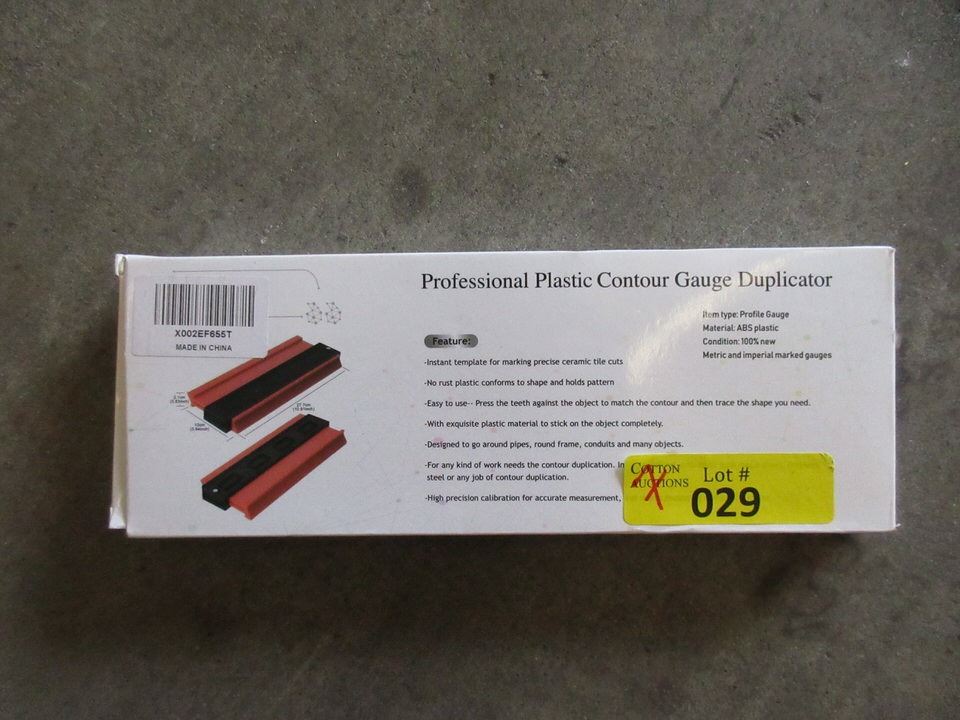 Professional Plastic Contour Gauge Duplicator
X002EF655T
MADE IN CHINA
Item type: Profile Gauge
Material: ABS plastic
Condition: 100% new
Metric and imperial marked gauges
Feature:
-Instant template for marking precise ceramic tile cuts
-No rust plastic conforms to shape and holds pattern
-Easy to use-- Press the teeth against the object to match the contour and then trace the shape you need.
-With exquisite plastic material to stick on the object completely.
-Designed to go around pipes, round frame, conduits and many objects.
-For any kind of work needs the contour duplication. In
steel or any job of contour duplication.
-High precision calibration for accurate measurement,
COTTON
AUCTIONS
Lot #
029